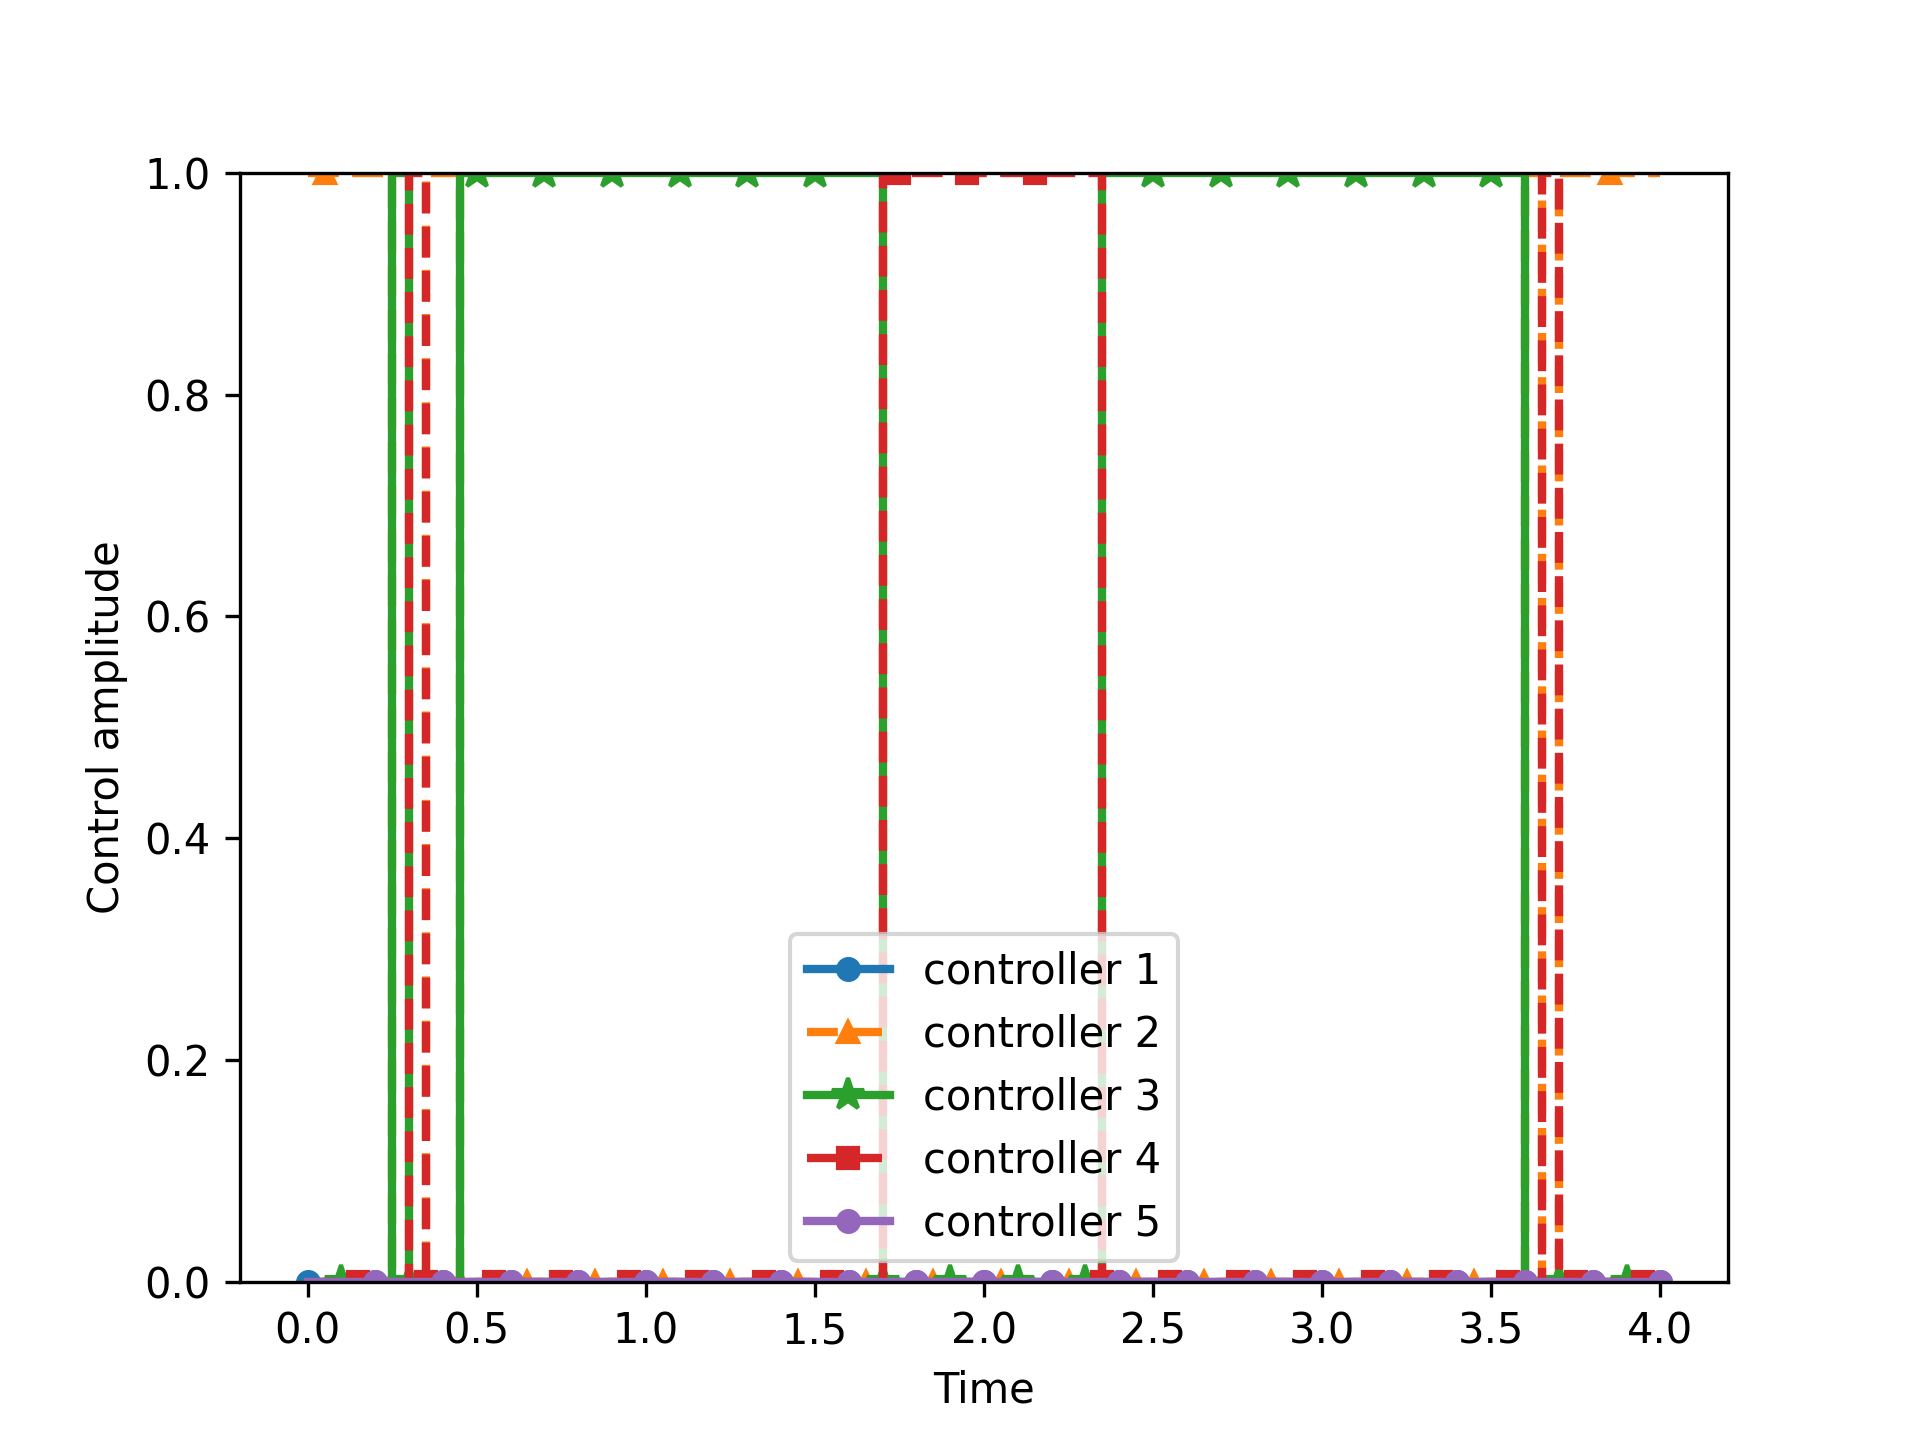 1.0
0.8
0.6
0.4
0.2
0.0
Control amplitude
controller 1
controller 2
controller 3
controller 4
controller 5
0.0 0.5 1.0 1.5 2.0 2.5 3.0 3.5 4.0
Time